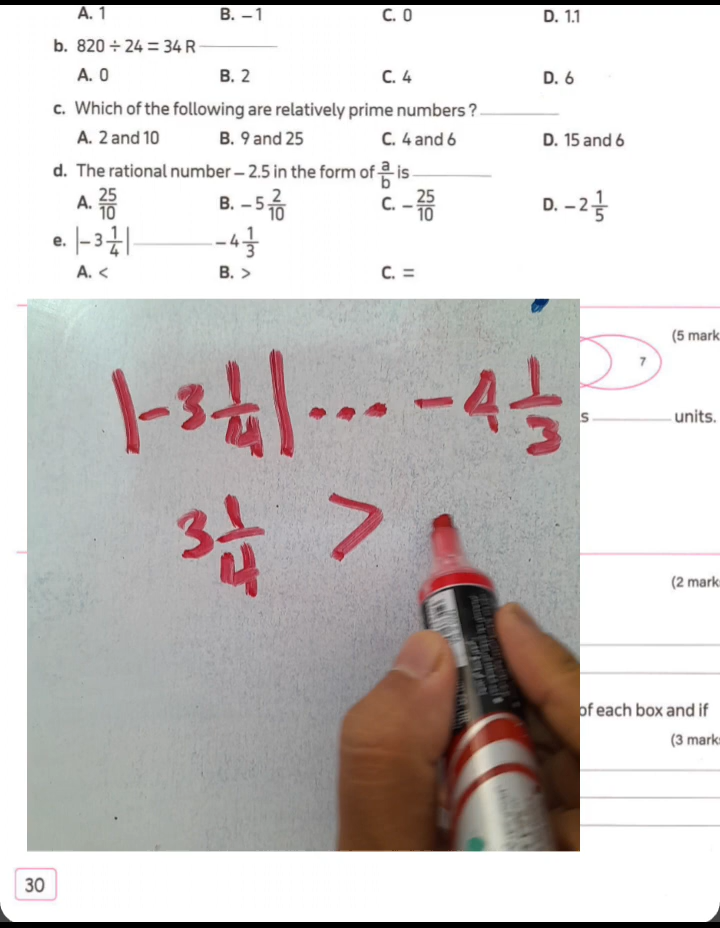 A. 1 B. −1 C. 0 D. 1.1
b. 820 ÷ 24 = 34 R
A. 0 B. 2 C. 4 D. 6
c. Which of the following are relatively prime numbers ?
A. 2 and 10 B. 9 and 25 C. 4 and 6 D. 15 and 6
d. The rational number − 2.5 in the form of a/b is
A. 25/10 B. −5 2/10 C. −25/10 D. −2 1/5
e. |−3 1/4| −4 1/3
A. < B. > C. =
(5 mark
7
|−3 1/4| ... −4 1/3
s units.
3 1/4 >
(2 mark
of each box and if
(3 mark
30